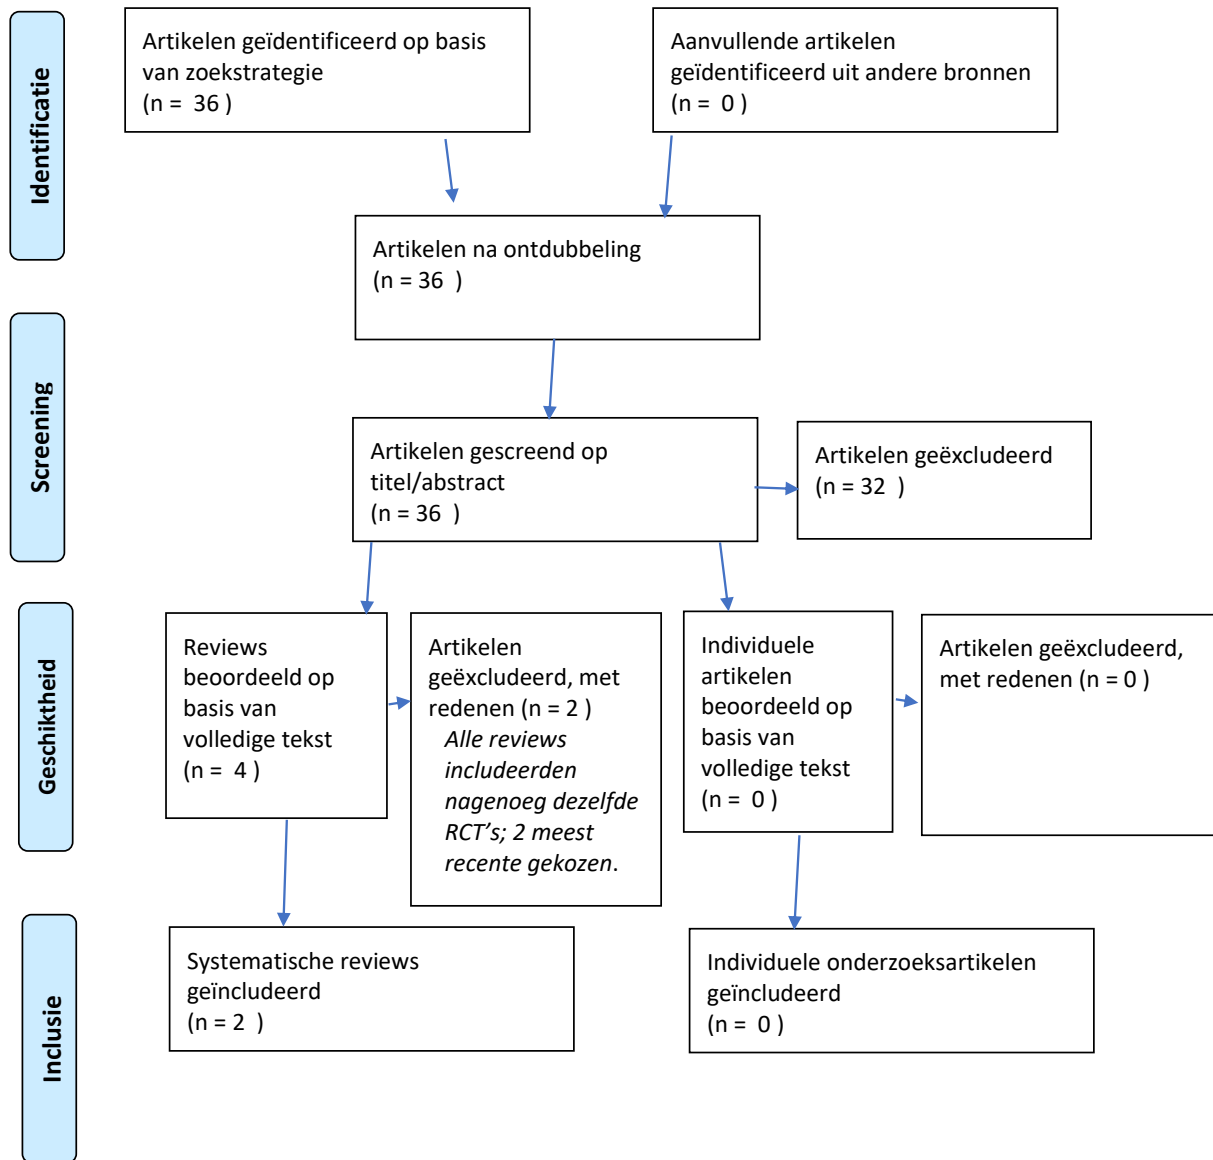 Identificatie
Artikelen geïdentificeerd op basis
van zoekstrategie
(n = 36 )
Aanvullende artikelen
geïdentificeerd uit andere bronnen
(n = 0 )
Artikelen na ontdubbeling
(n = 36 )
Screening
Artikelen gescreend op
titel/abstract
(n = 36 )
Artikelen geëxcludeerd
(n = 32 )
Geschiktheid
Reviews
beoordeeld op
basis van
volledige tekst
(n = 4 )
Artikelen
geëxcludeerd, met
redenen (n = 2 )
Alle reviews
includeerden
nagenoeg dezelfde
RCT’s; 2 meest
recente gekozen.
Individuele
artikelen
beoordeeld op
basis van
volledige tekst
(n = 0 )
Artikelen geëxcludeerd,
met redenen (n = 0 )
Inclusie
Systematische reviews
geïncludeerd
(n = 2 )
Individuele onderzoeksartikelen
geïncludeerd
(n = 0 )